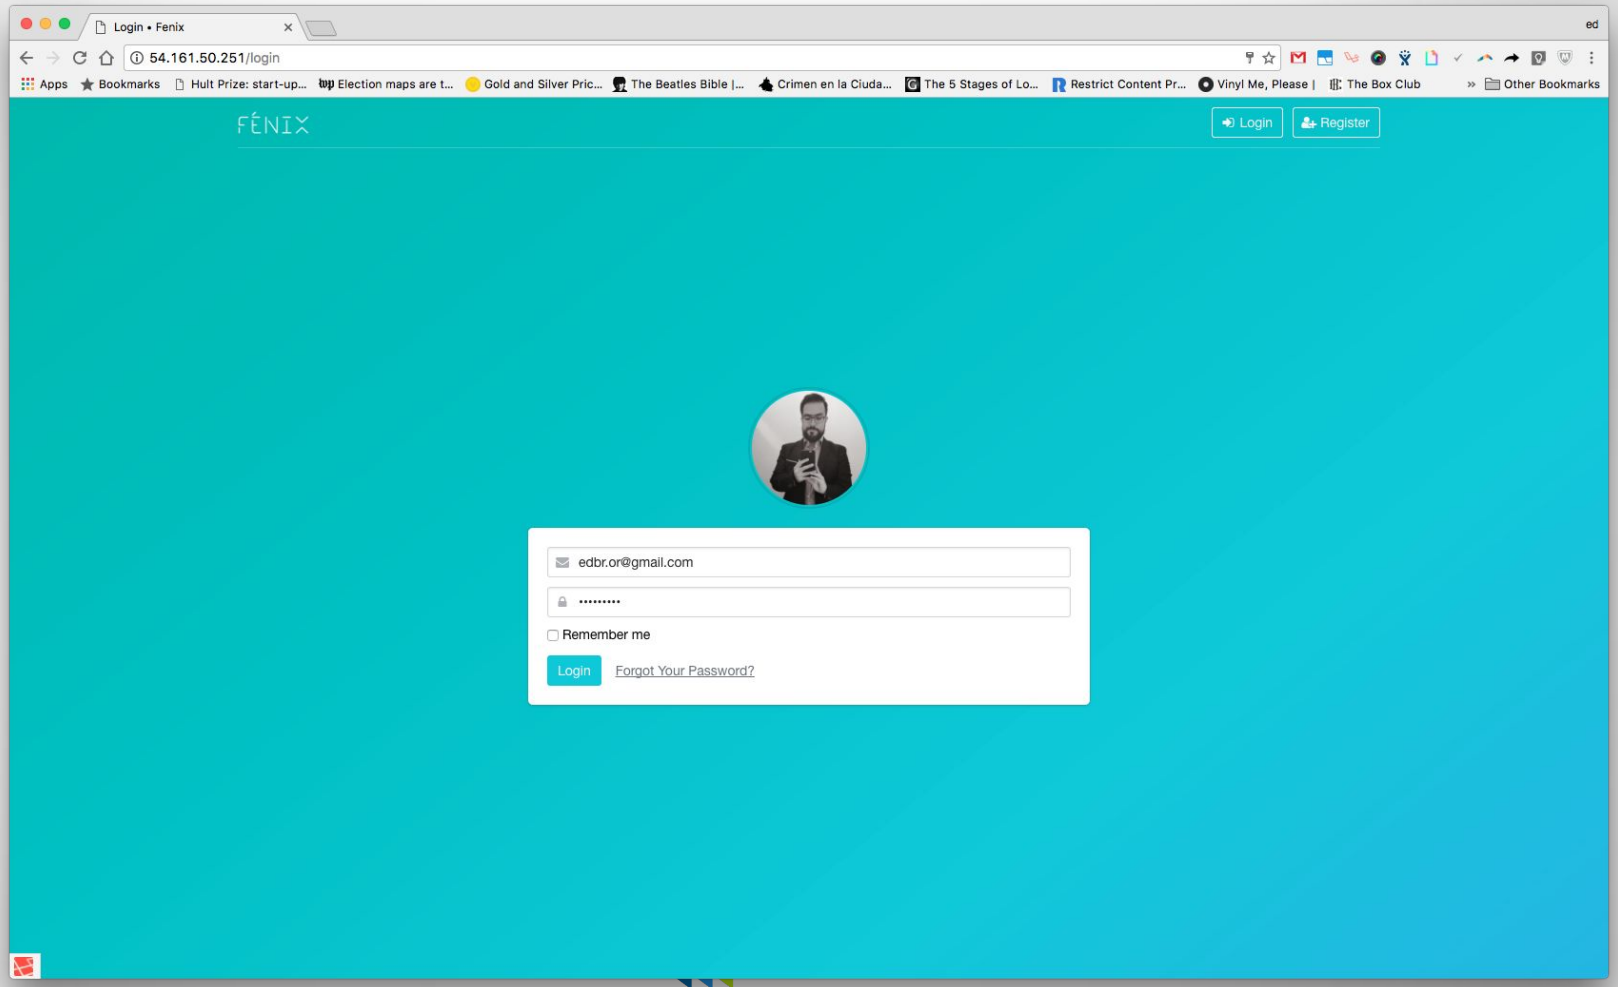 Login • Fenix
ed
54.161.50.251/login
Apps Bookmarks Hult Prize: start-up... wp Election maps are t... Gold and Silver Pric... The Beatles Bible |... Crimen en la Ciuda... G The 5 Stages of Lo... Restrict Content Pr... Vinyl Me, Please | The Box Club » Other Bookmarks
FÉNIX
Login Register
edbr.or@gmail.com
•••••••••
Remember me
Login Forgot Your Password?